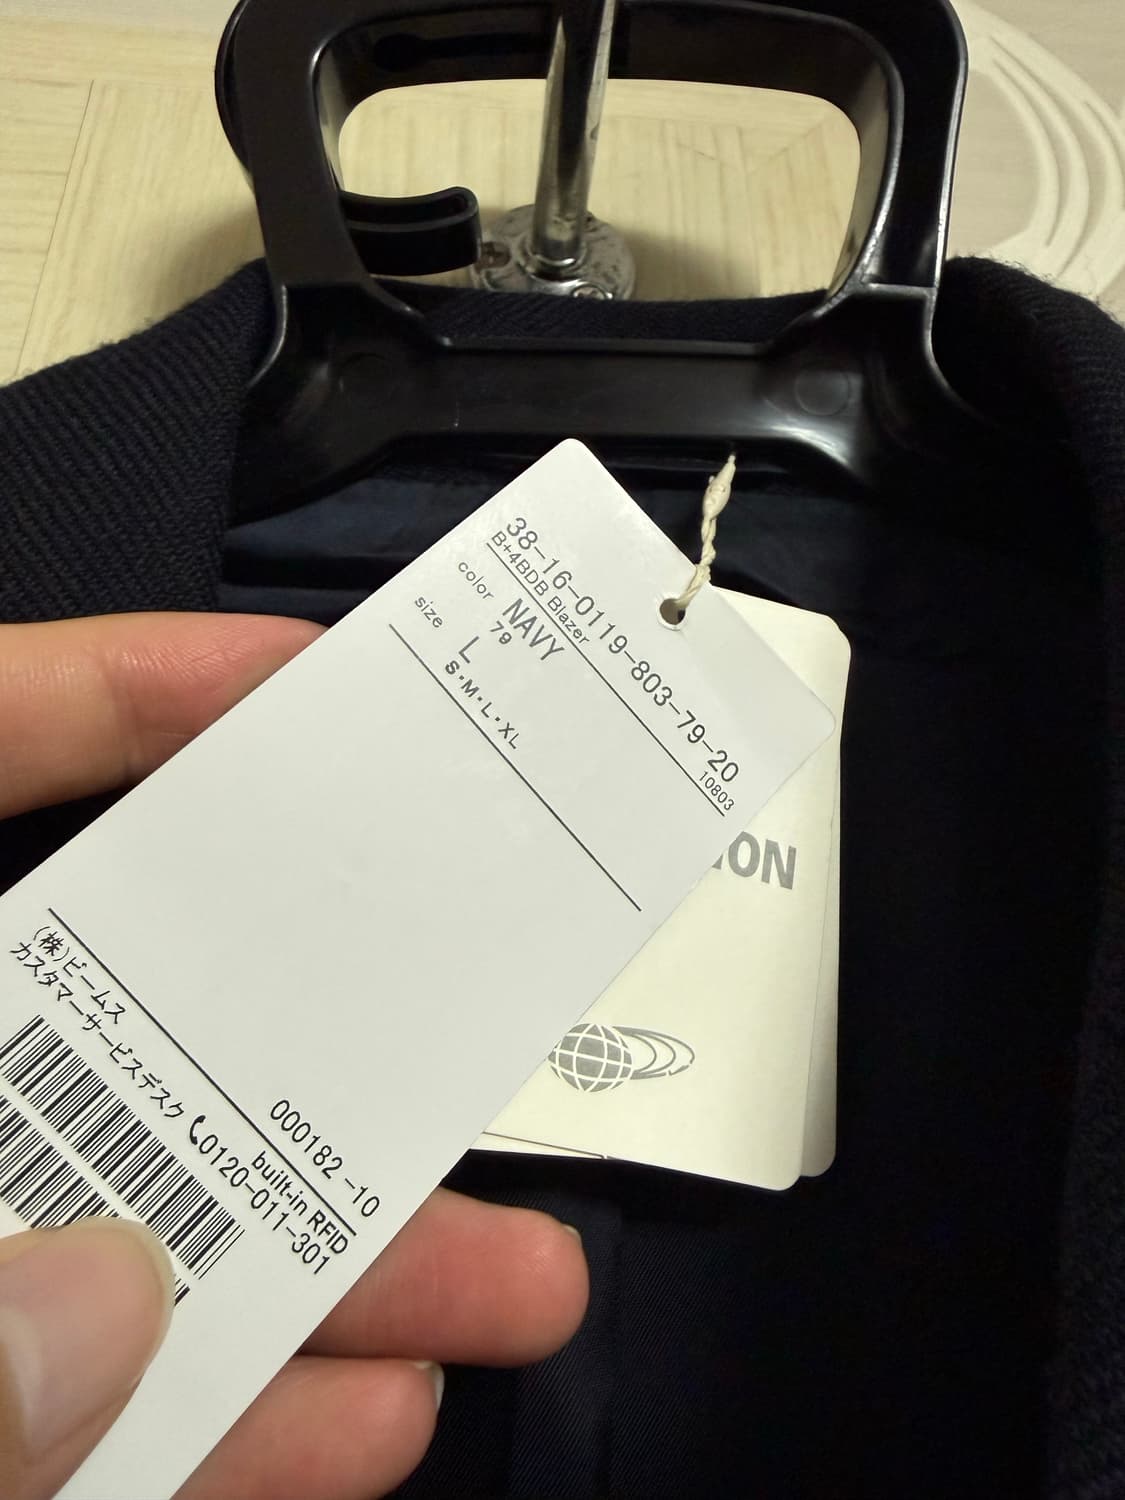 38-16-0119-803-79-20
B+4BDB Blazer
10803
color NAVY
79
size L
S・M・L・XL
000182-10
built-in RFID
(株)ビームス
カスタマーサービスデスク 0120-011-301